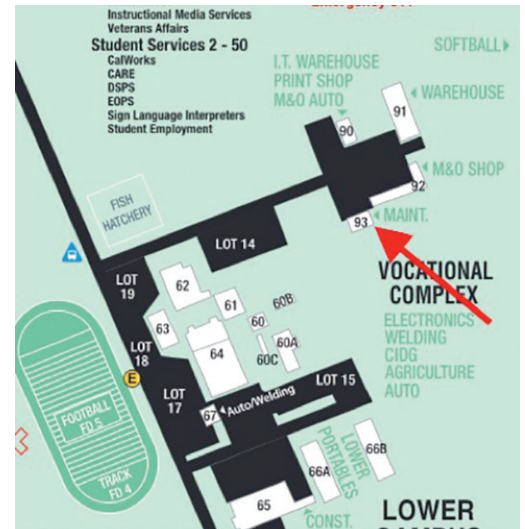 Instructional Media Services
Veterans Affairs
Student Services 2 - 50
CalWorks
CARE
DSPS
EOPS
Sign Language Interpreters
Student Employment
SOFTBALL
I.T. WAREHOUSE
PRINT SHOP
M&O AUTO
90
91
WAREHOUSE
M&O SHOP
92
93
MAINT.
FISH
HATCHERY
LOT 14
VOCATIONAL
COMPLEX
ELECTRONICS
WELDING
CIDG
AGRICULTURE
AUTO
LOT
19
62
61
60B
63
60
60A
64
60C
LOT
18
E
LOT
17
67
Auto/Welding
LOT 15
FOOTBALL
FD 5
TRACK
FD 4
LOWER
PORTABLES
66A
66B
65
CONST.
LOWER